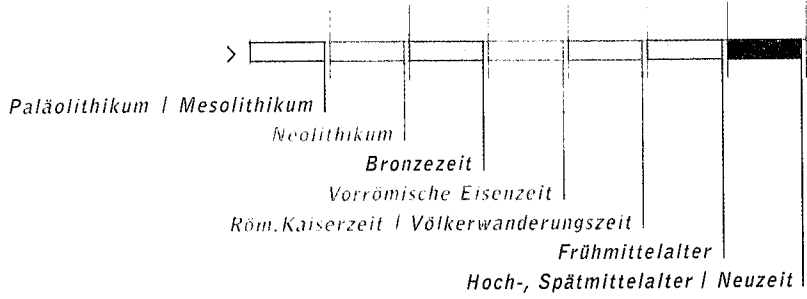 >
Paläolithikum / Mesolithikum
Neolithikum
Bronzezeit
Vorrömische Eisenzeit
Röm.Kaiserzeit / Völkerwanderungszeit
Frühmittelalter
Hoch-, Spätmittelalter / Neuzeit